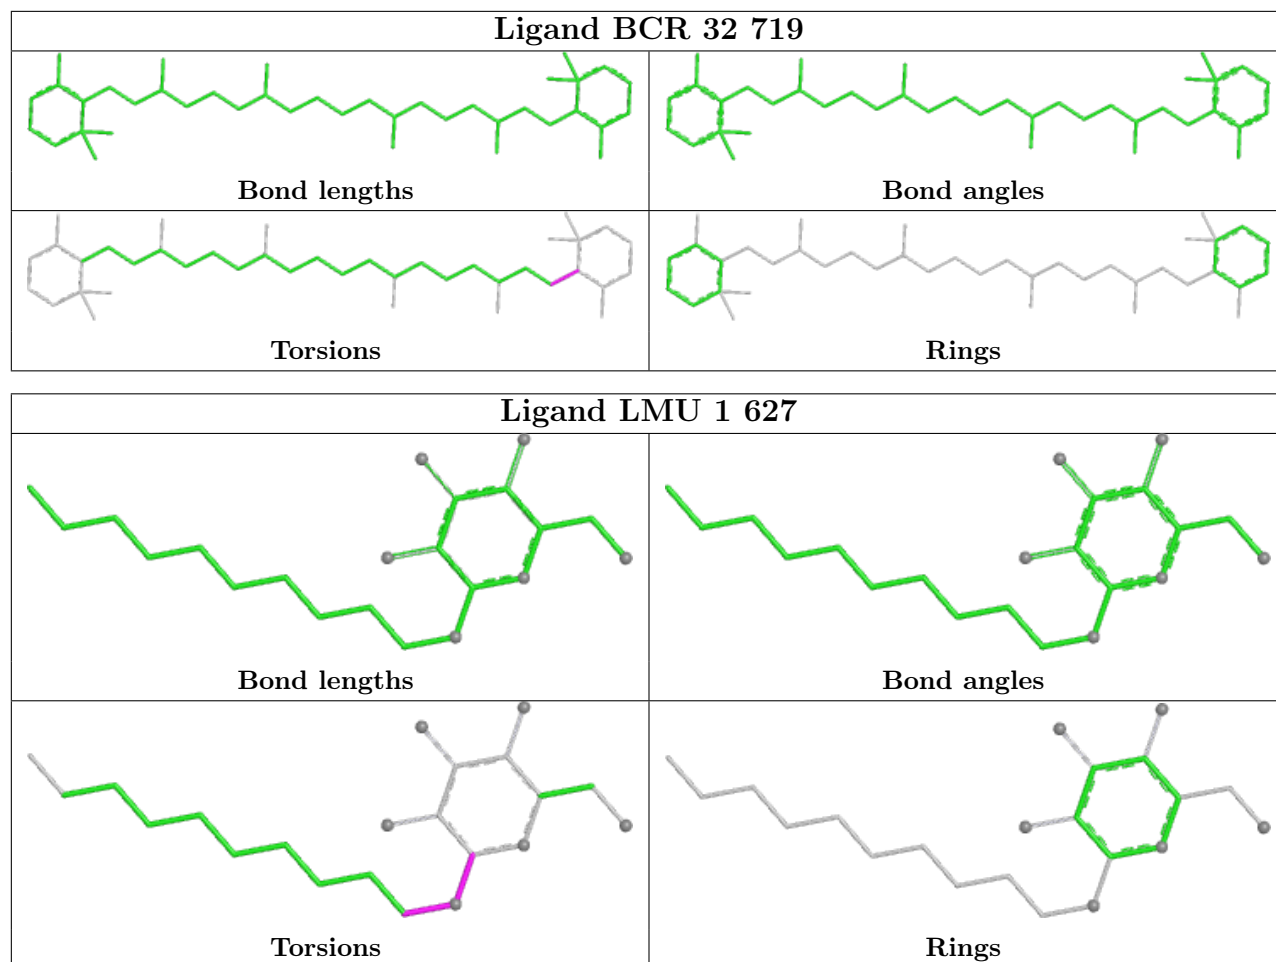 Ligand BCR 32 719
Bond lengths
Bond angles
Torsions
Rings
Ligand LMU 1 627
Bond lengths
Bond angles
Torsions
Rings